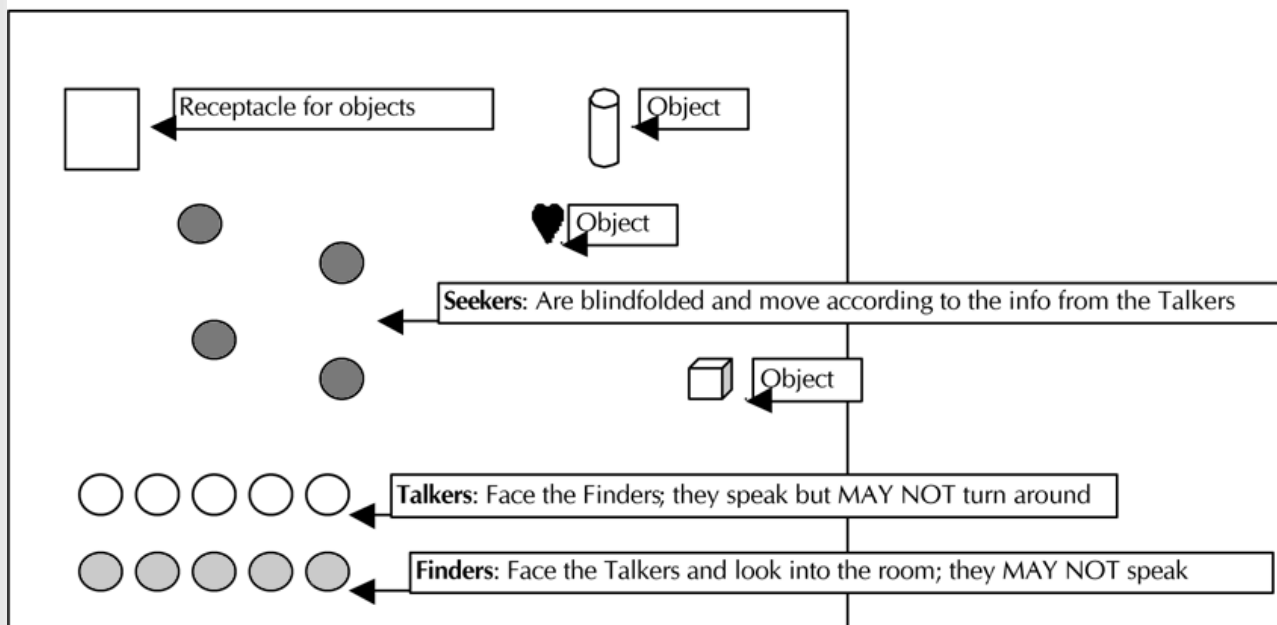 Receptacle for objects
Object
Object
Seekers: Are blindfolded and move according to the info from the Talkers
Object
Talkers: Face the Finders; they speak but MAY NOT turn around
Finders: Face the Talkers and look into the room; they MAY NOT speak